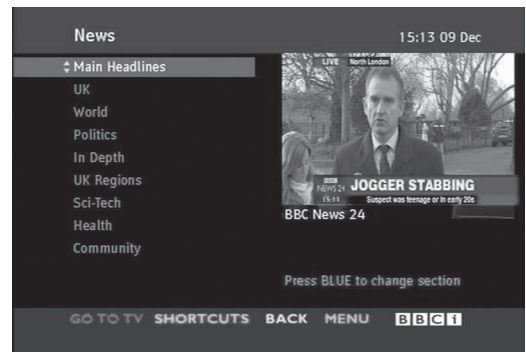 News
15:13 09 Dec
Main Headlines
UK
World
Politics
In Depth
UK Regions
Sci-Tech
Health
Community
LIVE North London
BBC
NEWS 24
15:13
JOGGER STABBING
Suspect was teenage or in early 20s
BBC News 24
Press BLUE to change section
GO TO TV SHORTCUTS BACK MENU BBCi